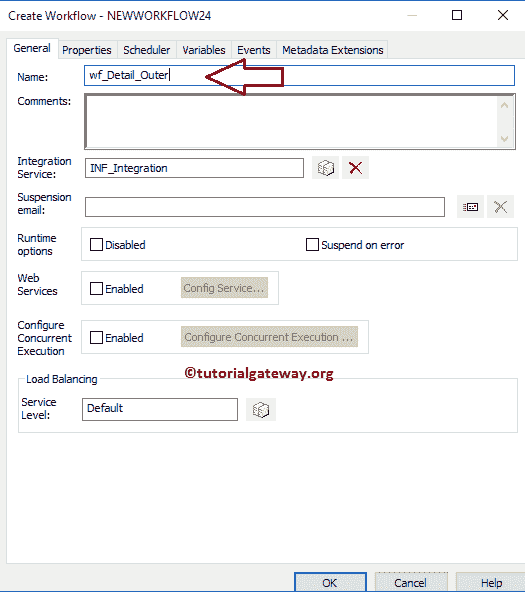 Create Workflow - NEWWORKFLOW24
General Properties Scheduler Variables Events Metadata Extensions
Name: wf_Detail_Outer
Comments:
Integration Service: INF_Integration
Suspension email:
Runtime options Disabled Suspend on error
Web Services Enabled Config Service...
Configure Concurrent Execution Enabled Configure Concurrent Execution ...
©tutorialgateway.org
Load Balancing
Service Level: Default
OK Cancel Help